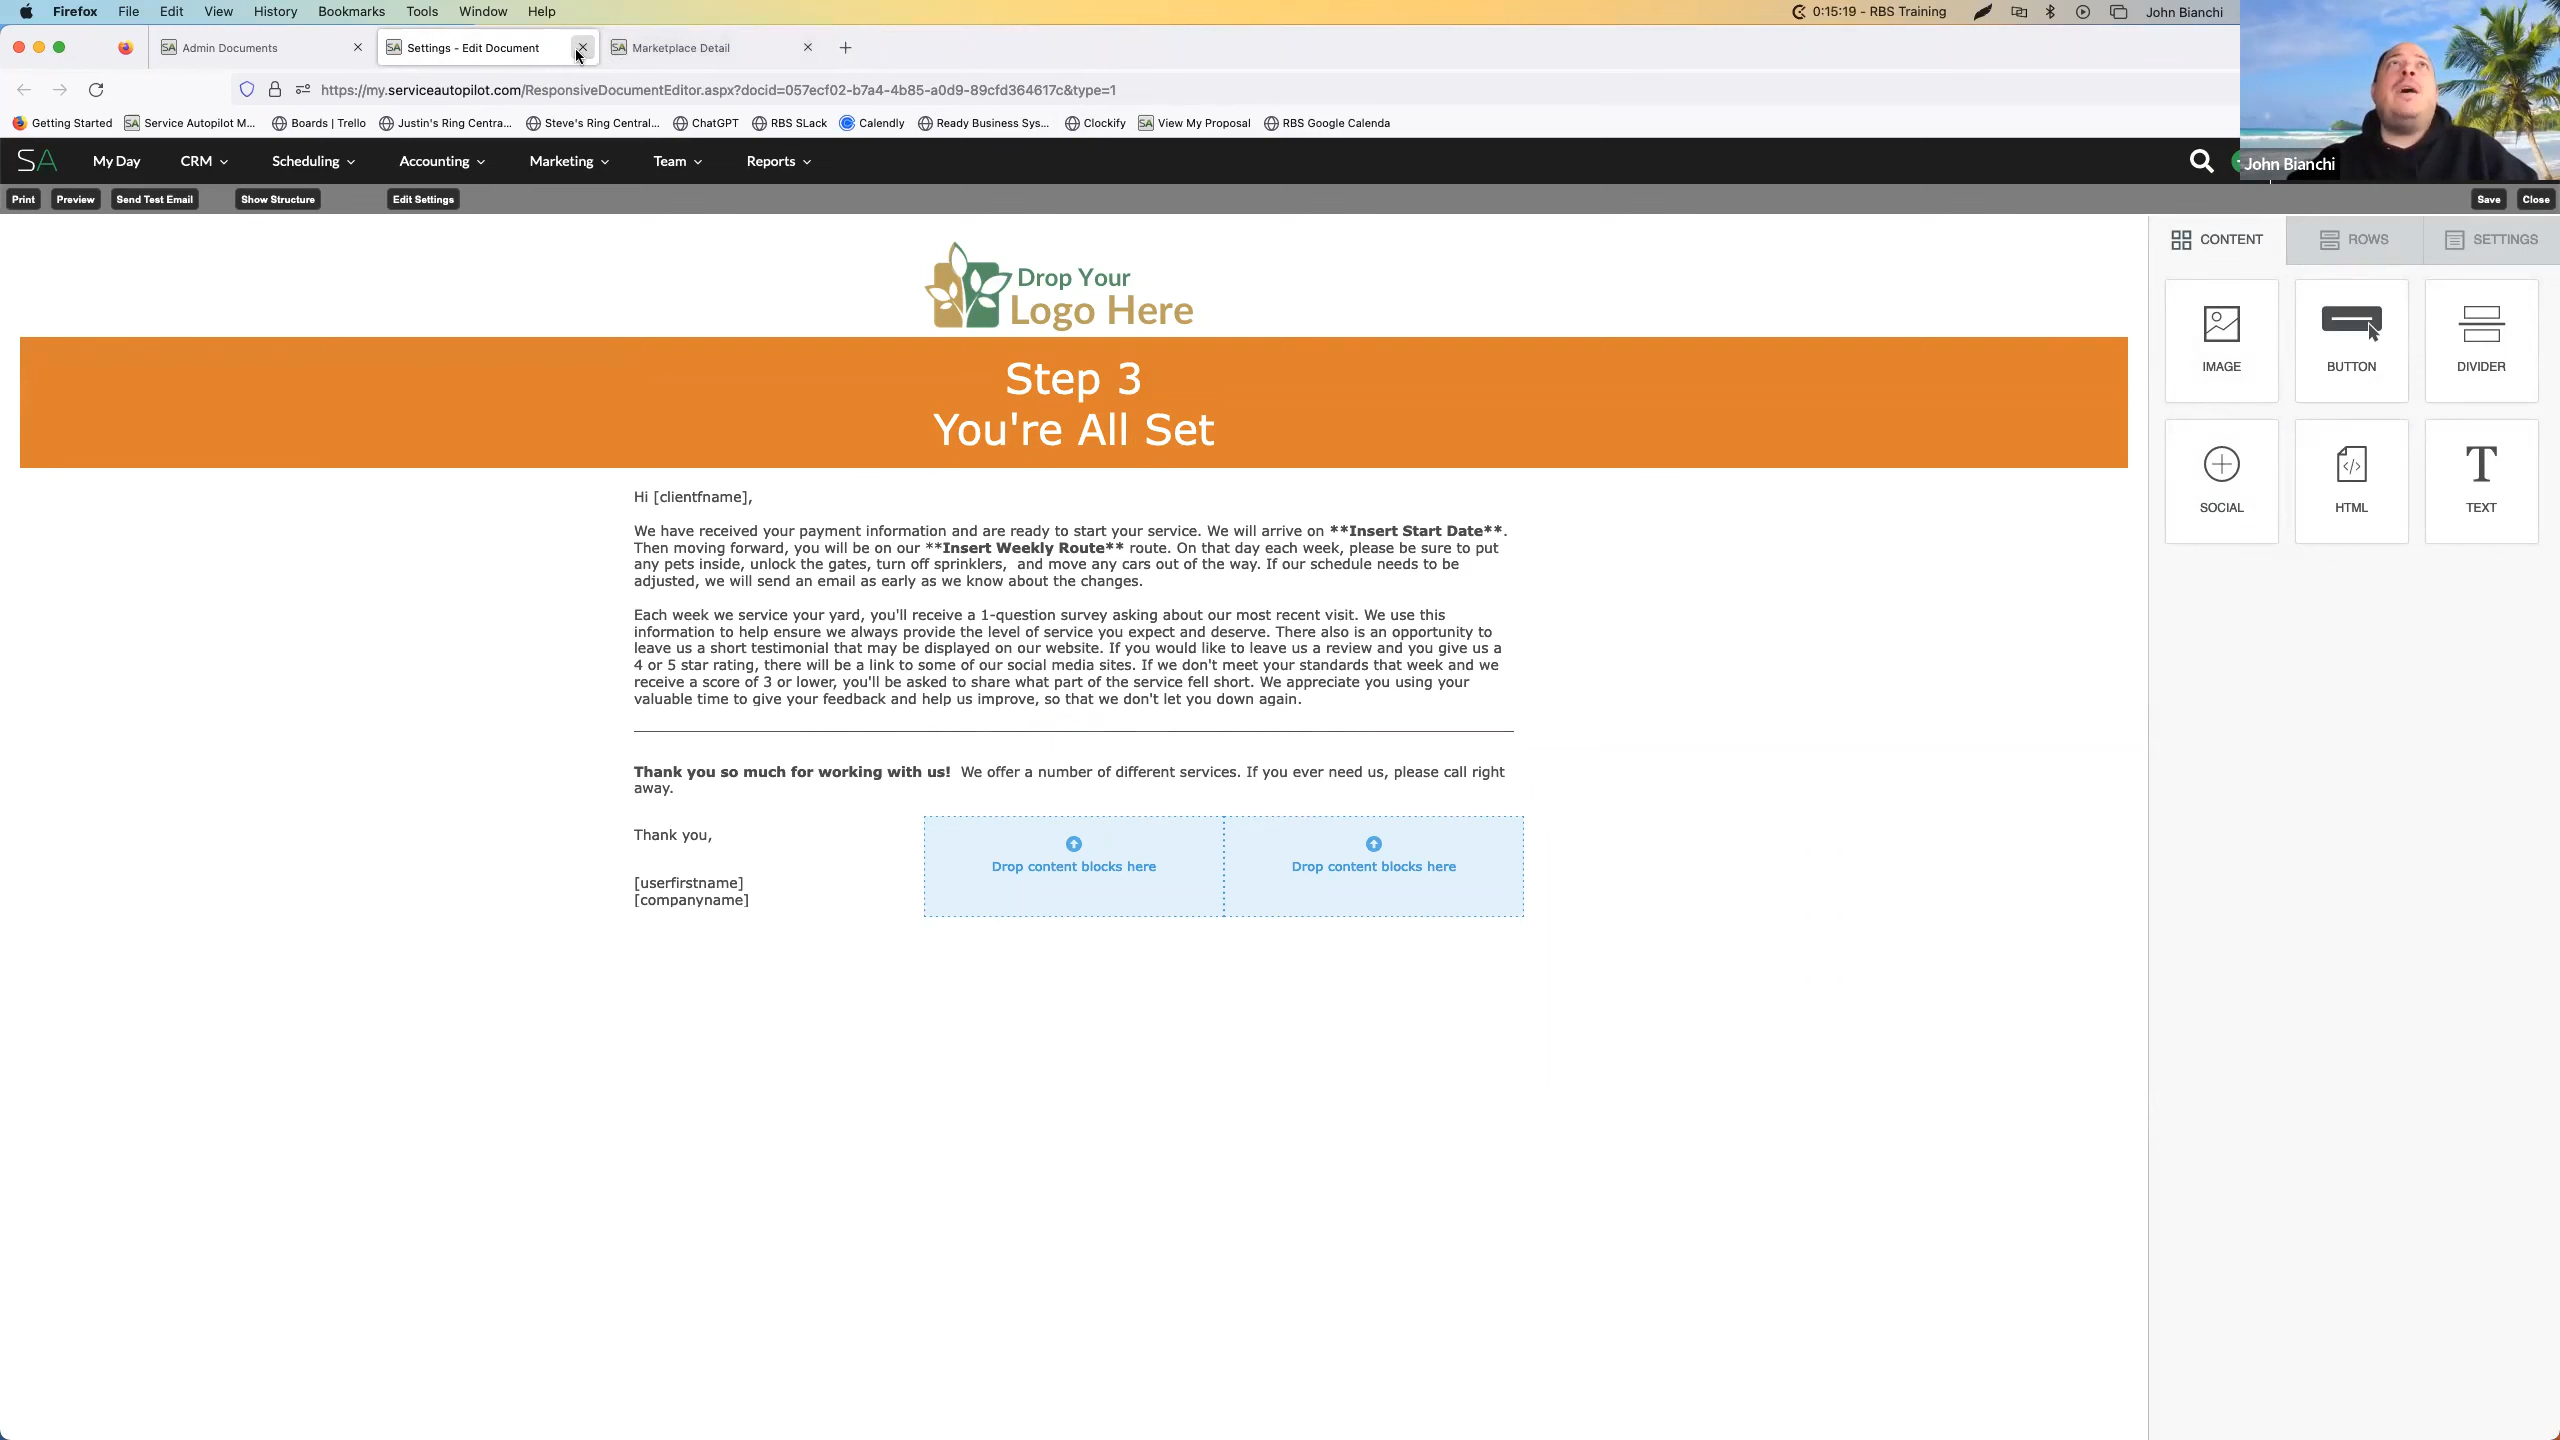 Firefox File Edit View History Bookmarks Tools Window Help
0:15:19 - RBS Training
John Bianchi
Admin Documents
Settings - Edit Document
Marketplace Detail
https://my.serviceautopilot.com/ResponsiveDocumentEditor.aspx?docid=057ecf02-b7a4-4b85-a0d9-89cfd364617c&type=1
Getting Started
Service Autopilot M...
Boards | Trello
Justin's Ring Centra...
Steve's Ring Central...
ChatGPT
RBS SLack
Calendly
Ready Business Sys...
Clockify
View My Proposal
RBS Google Calenda
SA My Day CRM Scheduling Accounting Marketing Team Reports
John Bianchi
Print Preview Send Test Email Show Structure Edit Settings Save Close
CONTENT ROWS SETTINGS
Drop Your
Logo Here
Step 3
You're All Set
IMAGE BUTTON DIVIDER
SOCIAL HTML TEXT
Hi [clientfname],
We have received your payment information and are ready to start your service. We will arrive on **Insert Start Date**.
Then moving forward, you will be on our **Insert Weekly Route** route. On that day each week, please be sure to put
any pets inside, unlock the gates, turn off sprinklers,  and move any cars out of the way. If our schedule needs to be
adjusted, we will send an email as early as we know about the changes.
Each week we service your yard, you'll receive a 1-question survey asking about our most recent visit. We use this
information to help ensure we always provide the level of service you expect and deserve. There also is an opportunity to
leave us a short testimonial that may be displayed on our website. If you would like to leave us a review and you give us a
4 or 5 star rating, there will be a link to some of our social media sites. If we don't meet your standards that week and we
receive a score of 3 or lower, you'll be asked to share what part of the service fell short. We appreciate you using your
valuable time to give your feedback and help us improve, so that we don't let you down again.
Thank you so much for working with us!  We offer a number of different services. If you ever need us, please call right
away.
Thank you,
Drop content blocks here
Drop content blocks here
[userfirstname]
[companyname]